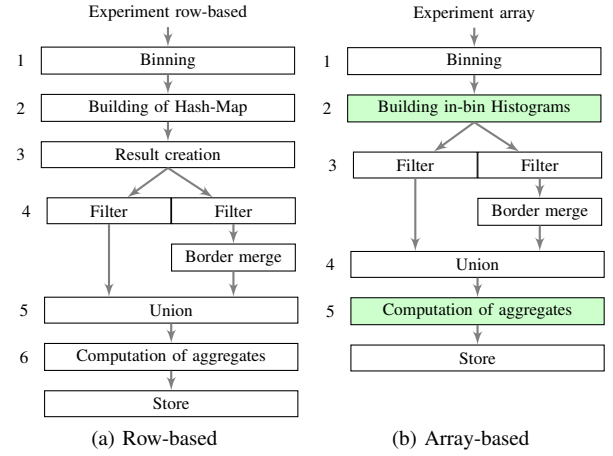 Experiment row-based
1 Binning
2 Building of Hash-Map
3 Result creation
4 Filter Filter
Border merge
5 Union
6 Computation of aggregates
Store
(a) Row-based
Experiment array
1 Binning
2 Building in-bin Histograms
3 Filter Filter
Border merge
4 Union
5 Computation of aggregates
Store
(b) Array-based